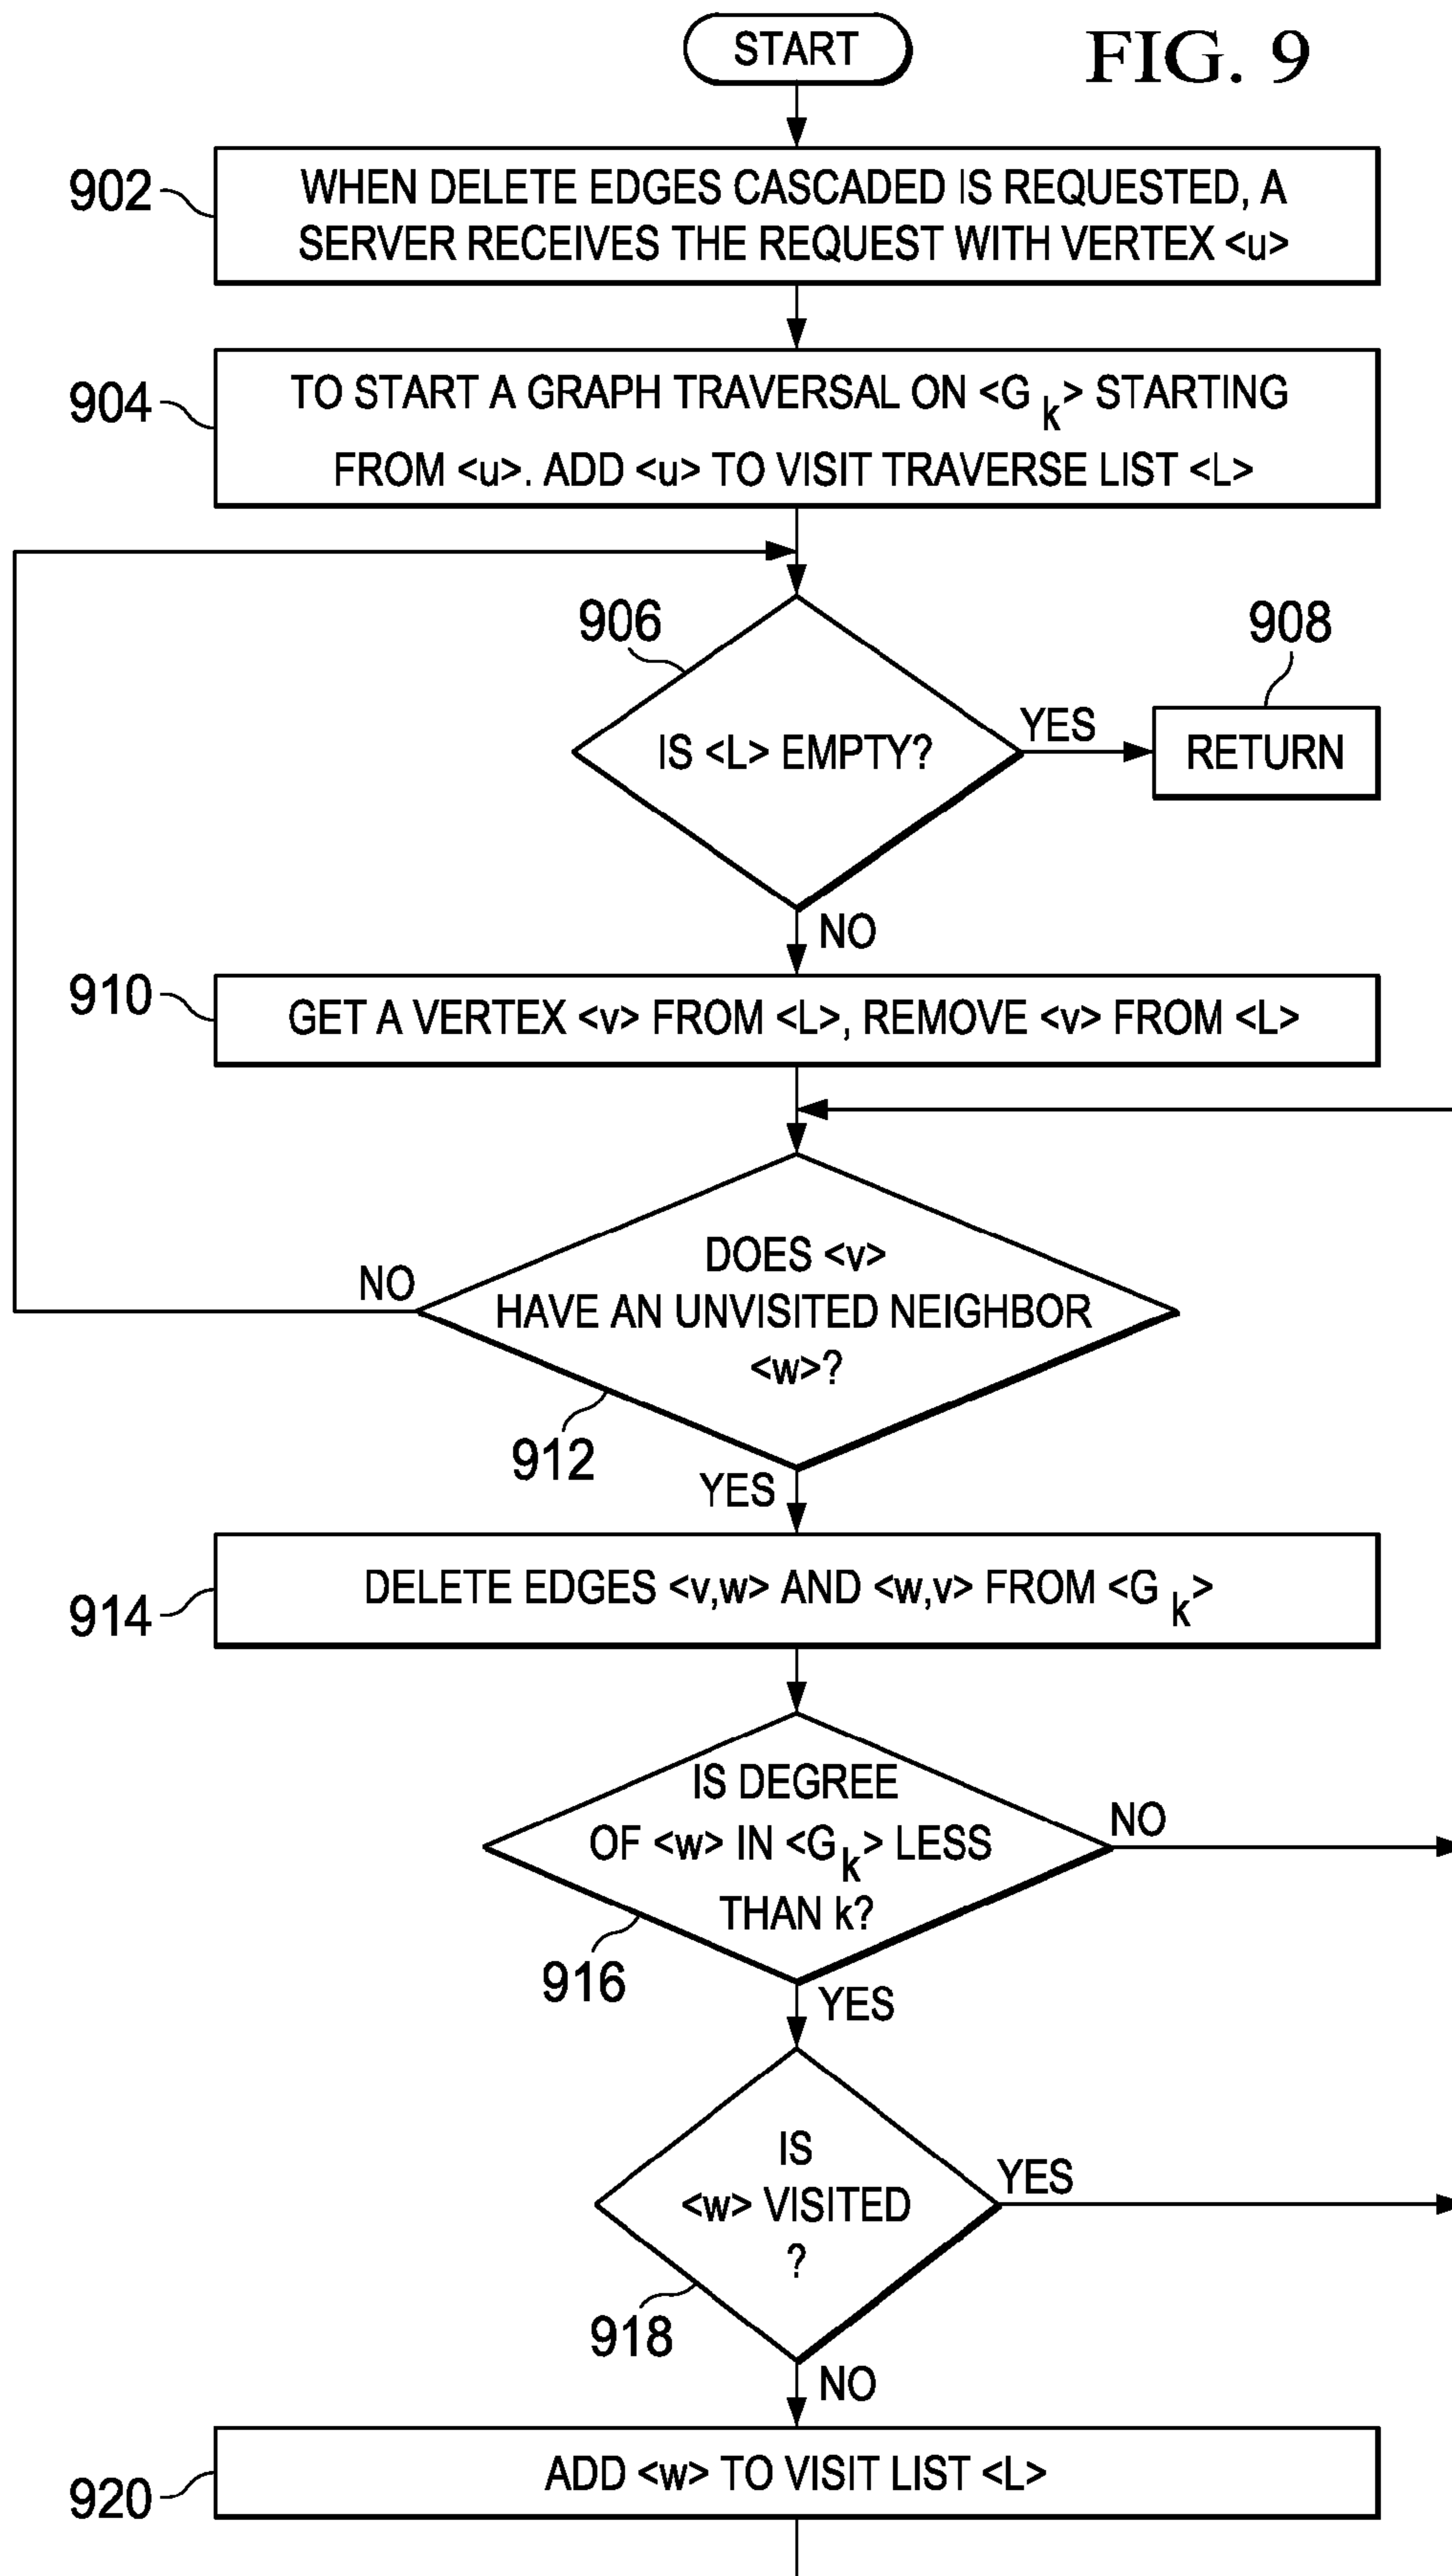 START
FIG. 9
902
WHEN DELETE EDGES CASCADED IS REQUESTED, A
SERVER RECEIVES THE REQUEST WITH VERTEX <u>
904
TO START A GRAPH TRAVERSAL ON <G k> STARTING
FROM <u>. ADD <u> TO VISIT TRAVERSE LIST <L>
906
908
IS <L> EMPTY?
YES
RETURN
NO
910
GET A VERTEX <v> FROM <L>, REMOVE <v> FROM <L>
DOES <v>
HAVE AN UNVISITED NEIGHBOR
<w>?
NO
912
YES
914
DELETE EDGES <v,w> AND <w,v> FROM <G k>
IS DEGREE
OF <w> IN <G k> LESS
THAN k?
NO
916
YES
IS
<w> VISITED
?
YES
918
NO
920
ADD <w> TO VISIT LIST <L>